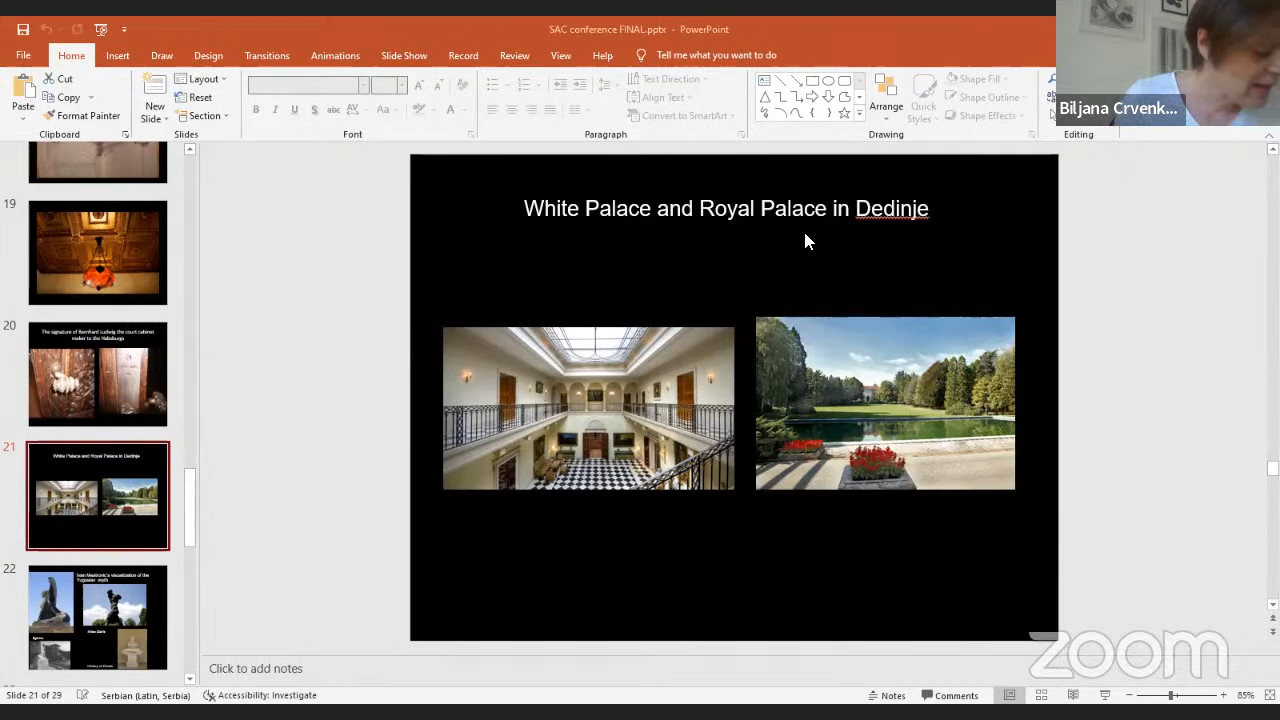 SAC conference FINAL.pptx - PowerPoint
File Home Insert Draw Design Transitions Animations Slide Show Record Review View Help Tell me what you want to do
Cut
Copy
Format Painter
Paste
Clipboard
New Slide
Layout
Reset
Section
Slides
Font
Text Direction
Align Text
Convert to SmartArt
Paragraph
Arrange
Quick Styles
Shape Fill
Shape Outline
Shape Effects
Drawing
Editing
Biljana Crvenk...
19
20
The signature of Bernhard Ludwig the court cabinet
maker to the Habsburgs
21
White Palace and Royal Palace in Dedinje
22
White Palace and Royal Palace in Dedinje
zoom
Click to add notes
Slide 21 of 29 Serbian (Latin, Serbia) Accessibility: Investigate Notes Comments 85%